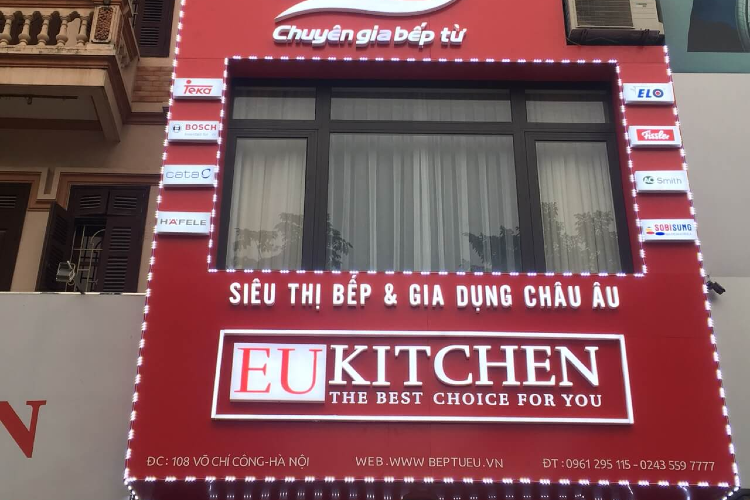 Chuyên gia bếp từ
Teka
BOSCH
cata C
HÄFELE
ELO
Fissler
Smith
SOBISUNG
SIÊU THỊ BẾP & GIA DỤNG CHÂU ÂU
EU KITCHEN
THE BEST CHOICE FOR YOU
N
ĐC : 108 VÕ CHÍ CÔNG-HÀ NỘI WEB.WWW BEPTUEU.VN ĐT : 0961 295 115 - 0243 559 7777